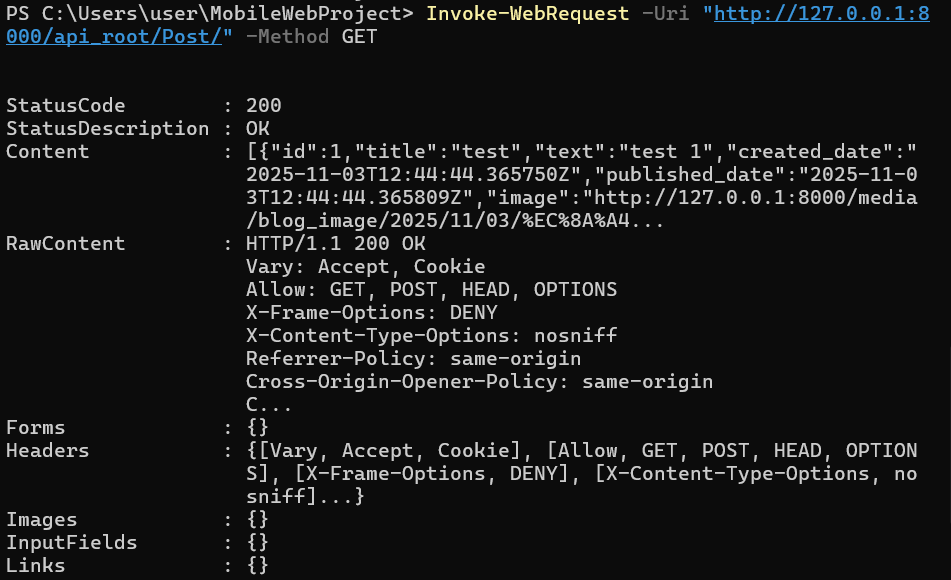 PS C:\Users\user\MobileWebProject> Invoke-WebRequest -Uri "http://127.0.0.1:8
000/api_root/Post/" -Method GET
StatusCode        : 200
StatusDescription : OK
Content           : [{"id":1,"title":"test","text":"test 1","created_date":"
                    2025-11-03T12:44:44.365750Z","published_date":"2025-11-0
                    3T12:44:44.365809Z","image":"http://127.0.0.1:8000/media
                    /blog_image/2025/11/03/%EC%8A%A4...
RawContent        : HTTP/1.1 200 OK
                    Vary: Accept, Cookie
                    Allow: GET, POST, HEAD, OPTIONS
                    X-Frame-Options: DENY
                    X-Content-Type-Options: nosniff
                    Referrer-Policy: same-origin
                    Cross-Origin-Opener-Policy: same-origin
                    C...
Forms             : {}
Headers           : {[Vary, Accept, Cookie], [Allow, GET, POST, HEAD, OPTION
                    S], [X-Frame-Options, DENY], [X-Content-Type-Options, no
                    sniff]...}
Images            : {}
InputFields       : {}
Links             : {}